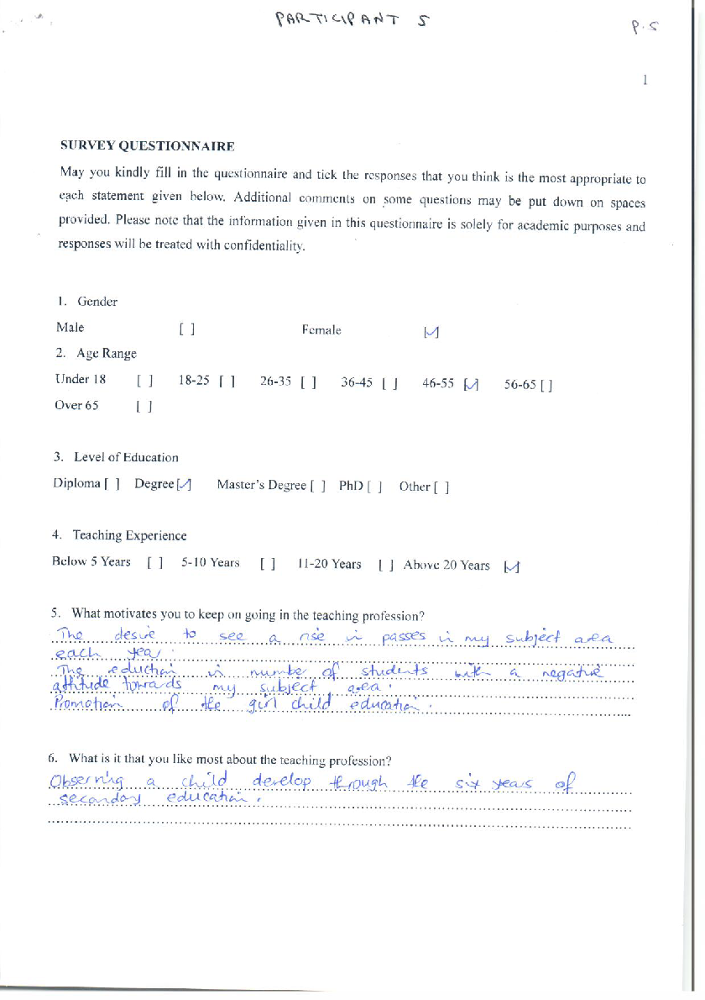 PARTICIPANT 5
P.5
1
SURVEY QUESTIONNAIRE
May you kindly fill in the questionnaire and tick the responses that you think is the most appropriate to
each statement given below. Additional comments on some questions may be put down on spaces
provided. Please note that the information given in this questionnaire is solely for academic purposes and
responses will be treated with confidentiality.
1. Gender
Male [ ] Female [✓]
2. Age Range
Under 18 [ ] 18-25 [ ] 26-35 [ ] 36-45 [ ] 46-55 [✓] 56-65 [ ]
Over 65 [ ]
3. Level of Education
Diploma [ ] Degree [✓] Master's Degree [ ] PhD [ ] Other [ ]
4. Teaching Experience
Below 5 Years [ ] 5-10 Years [ ] 11-20 Years [ ] Above 20 Years [✓]
5. What motivates you to keep on going in the teaching profession?
The desire to see a rise in passes in my subject area
each year.
The reduction in number of students with a negative
attitude towards my subject area.
Promotion of the girl child education.
6. What is it that you like most about the teaching profession?
Observing a child develop through the six years of
secondary education.